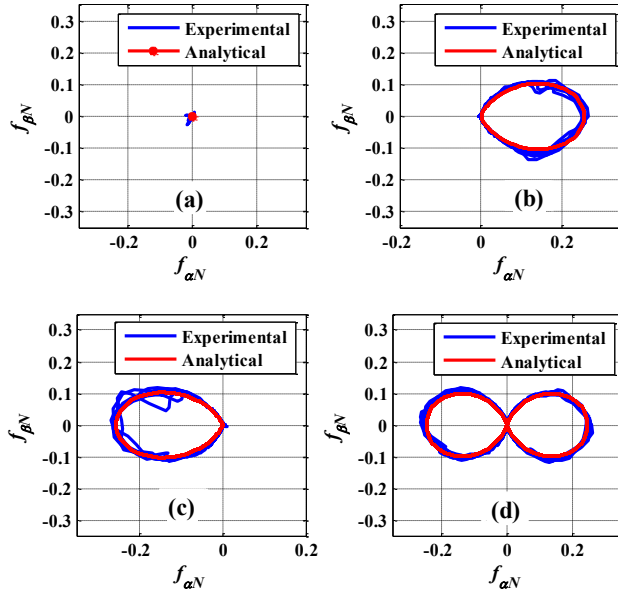 Experimental
Analytical
0.3
0.2
0.1
0
-0.1
-0.2
-0.3
f_βN
(a)
-0.2
0
0.2
f_αN
Experimental
Analytical
0.3
0.2
0.1
0
-0.1
-0.2
-0.3
f_βN
(b)
-0.2
-0.1
0
0.1
0.2
f_αN
Experimental
Analytical
0.3
0.2
0.1
0
-0.1
-0.2
-0.3
f_βN
(c)
-0.2
0
0.2
f_αN
Experimental
Analytical
0.3
0.2
0.1
0
-0.1
-0.2
-0.3
f_βN
(d)
-0.2
0
0.2
f_αN